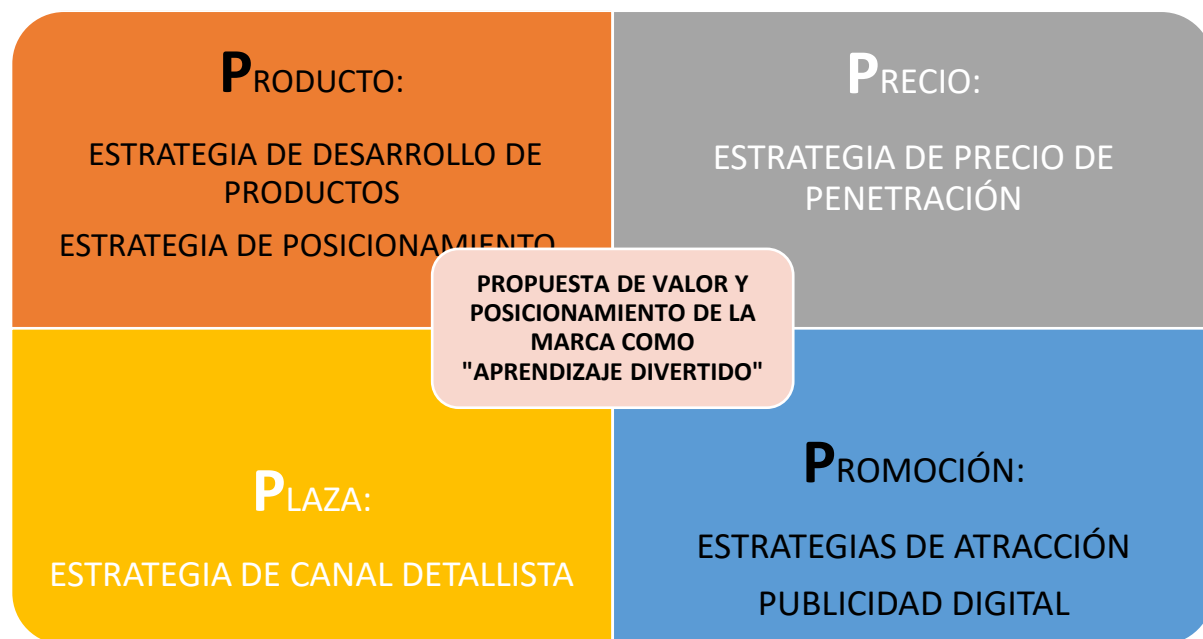 PRODUCTO:
ESTRATEGIA DE DESARROLLO DE
PRODUCTOS
ESTRATEGIA DE POSICIONAMIENTO
PRECIO:
ESTRATEGIA DE PRECIO DE
PENETRACIÓN
PROPUESTA DE VALOR Y
POSICIONAMIENTO DE LA
MARCA COMO
"APRENDIZAJE DIVERTIDO"
PLAZA:
ESTRATEGIA DE CANAL DETALLISTA
PROMOCIÓN:
ESTRATEGIAS DE ATRACCIÓN
PUBLICIDAD DIGITAL